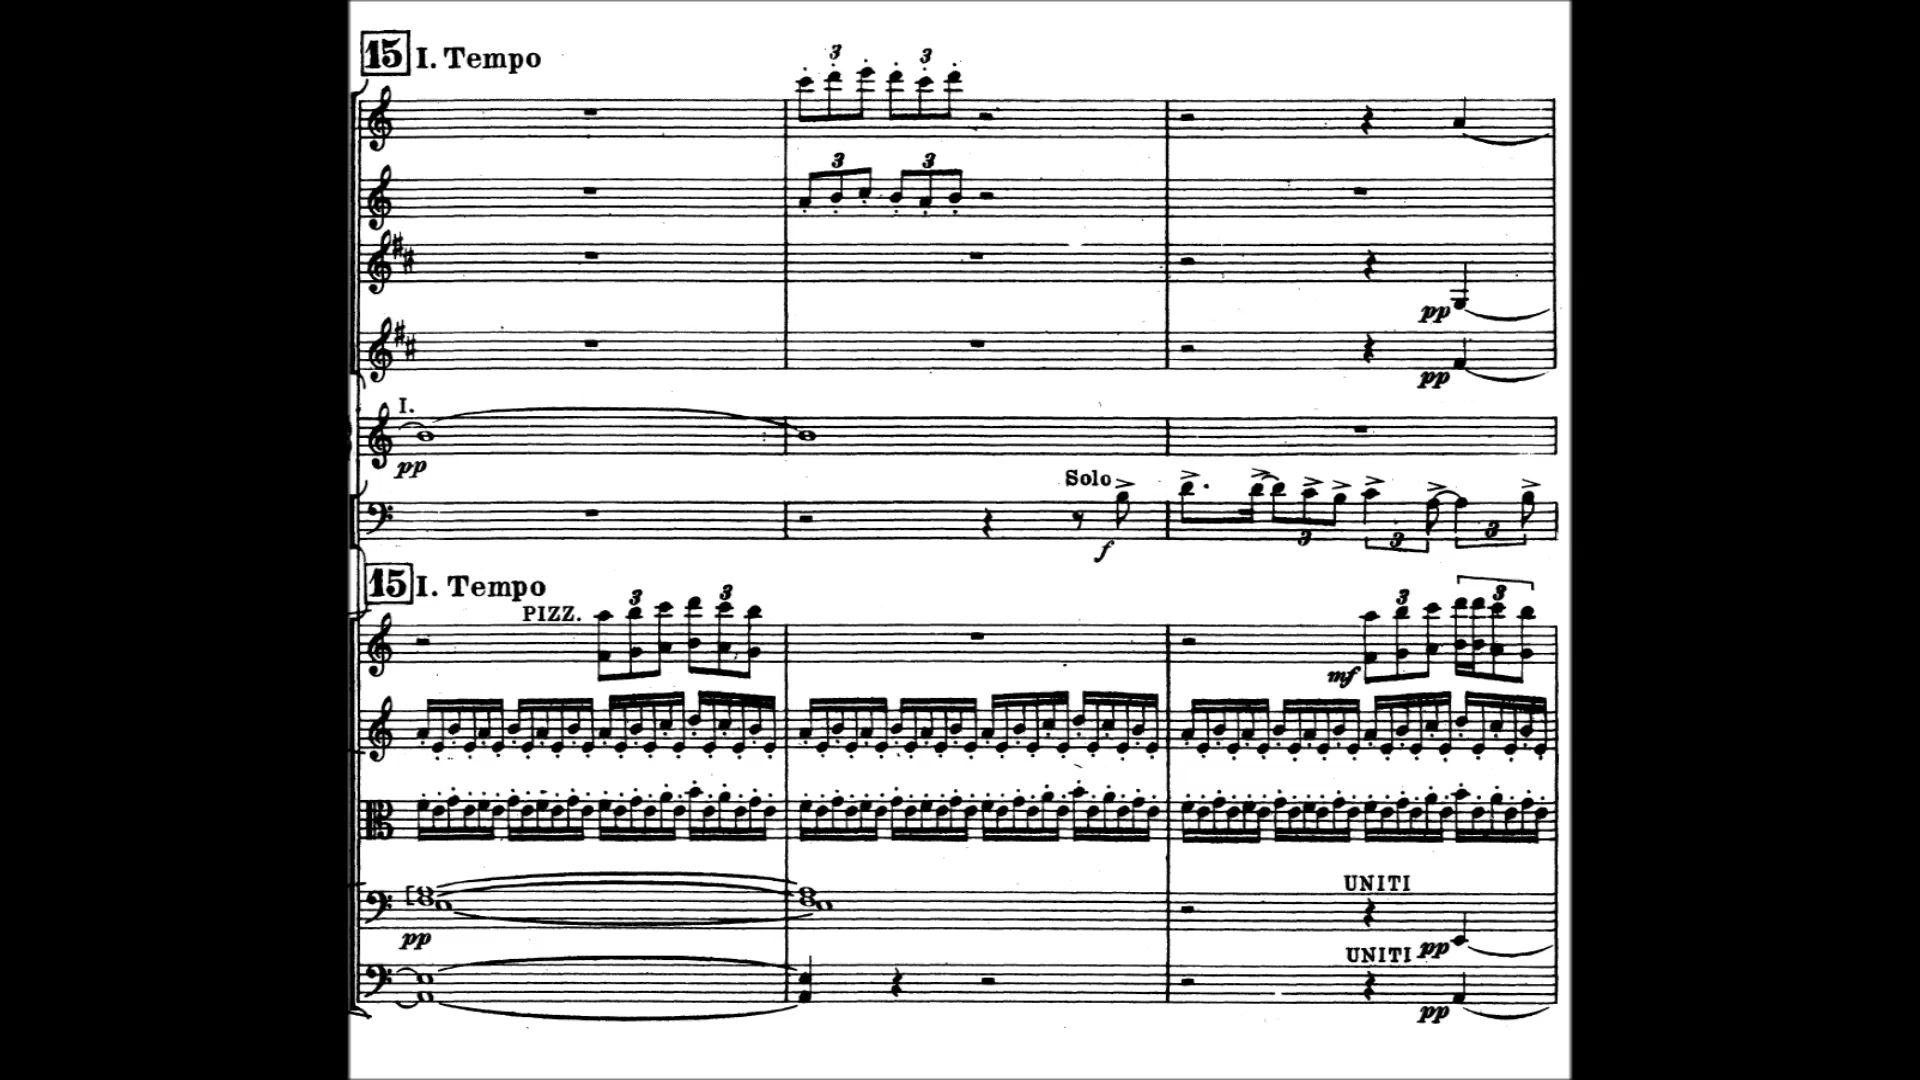 15 I. Tempo
3 3
3 3
pp
pp
I.
pp
Solo
f
3 3 3
15 I. Tempo
PIZZ. 3 3 3 3
mf
UNITI
pp
UNITI pp
pp